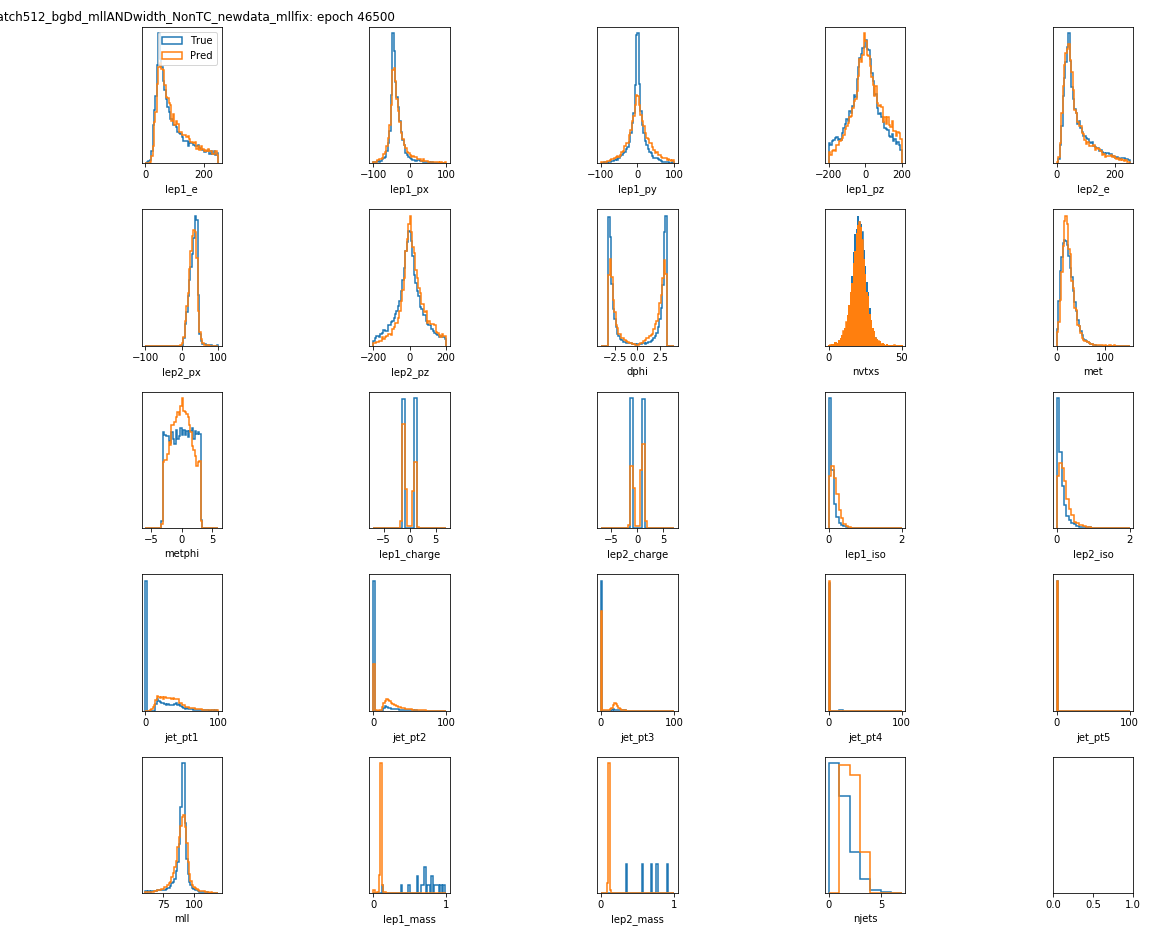 atch512_bgbd_mllANDwidth_NonTC_newdata_mllfix: epoch 46500
True
Pred
0 200
−100 0 100
−100 0 100
−200 0 200
0 200
lep1_e
lep1_px
lep1_py
lep1_pz
lep2_e
−100 0 100
−200 0 200
−2.5 0.0 2.5
0 50
0 100
lep2_px
lep2_pz
dphi
nvtxs
met
−5 0 5
−5 0 5
−5 0 5
0 2
0 2
metphi
lep1_charge
lep2_charge
lep1_iso
lep2_iso
0 100
0 100
0 100
0 100
0 100
jet_pt1
jet_pt2
jet_pt3
jet_pt4
jet_pt5
75 100
0 1
0 1
0 5
0.0 0.5 1.0
mll
lep1_mass
lep2_mass
njets